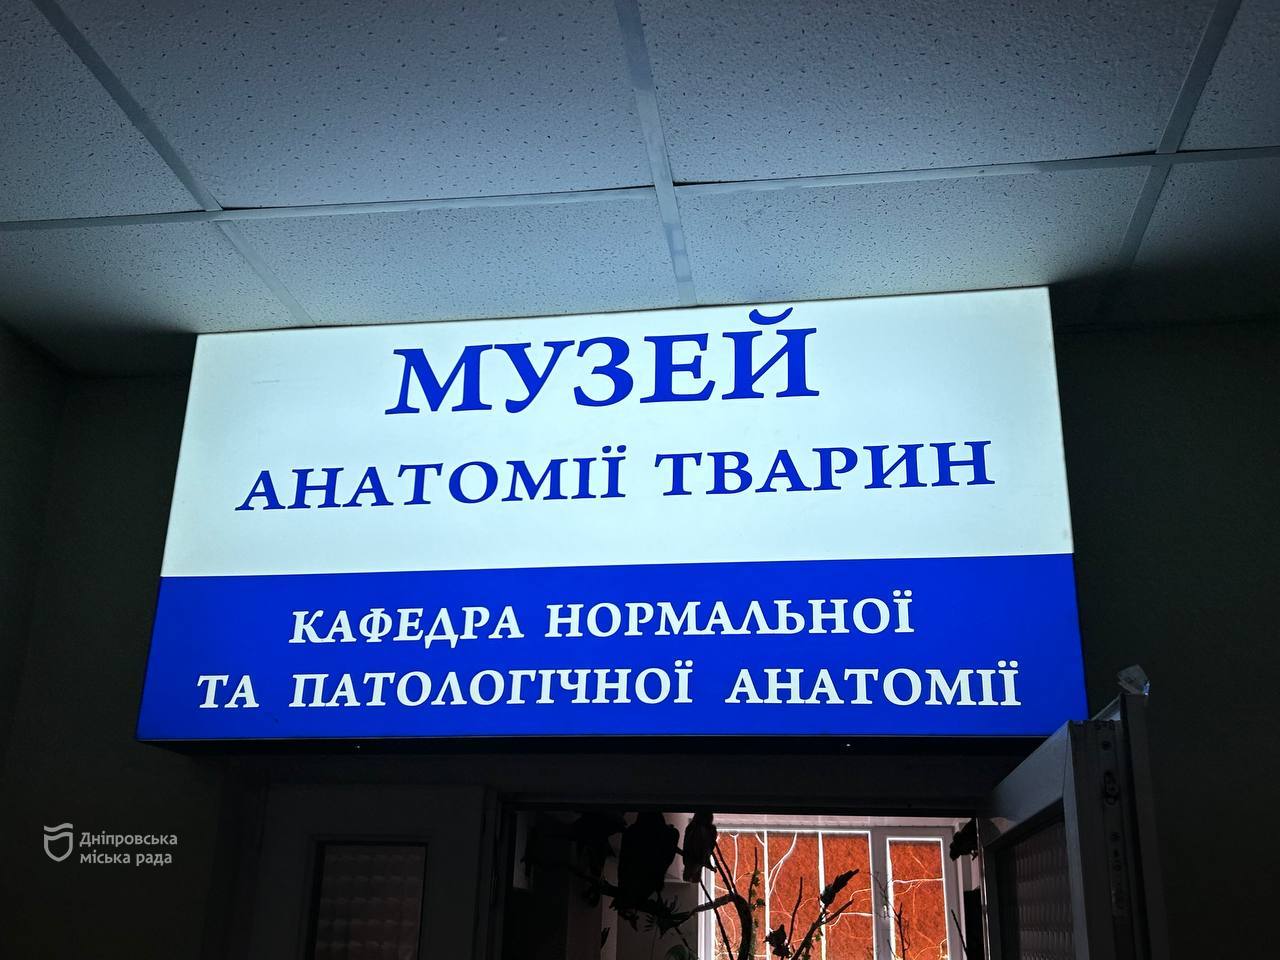 МУЗЕЙ
АНАТОМІЇ ТВАРИН
КАФЕДРА НОРМАЛЬНОЇ
ТА ПАТОЛОГІЧНОЇ АНАТОМІЇ
Дніпровська
міська рада